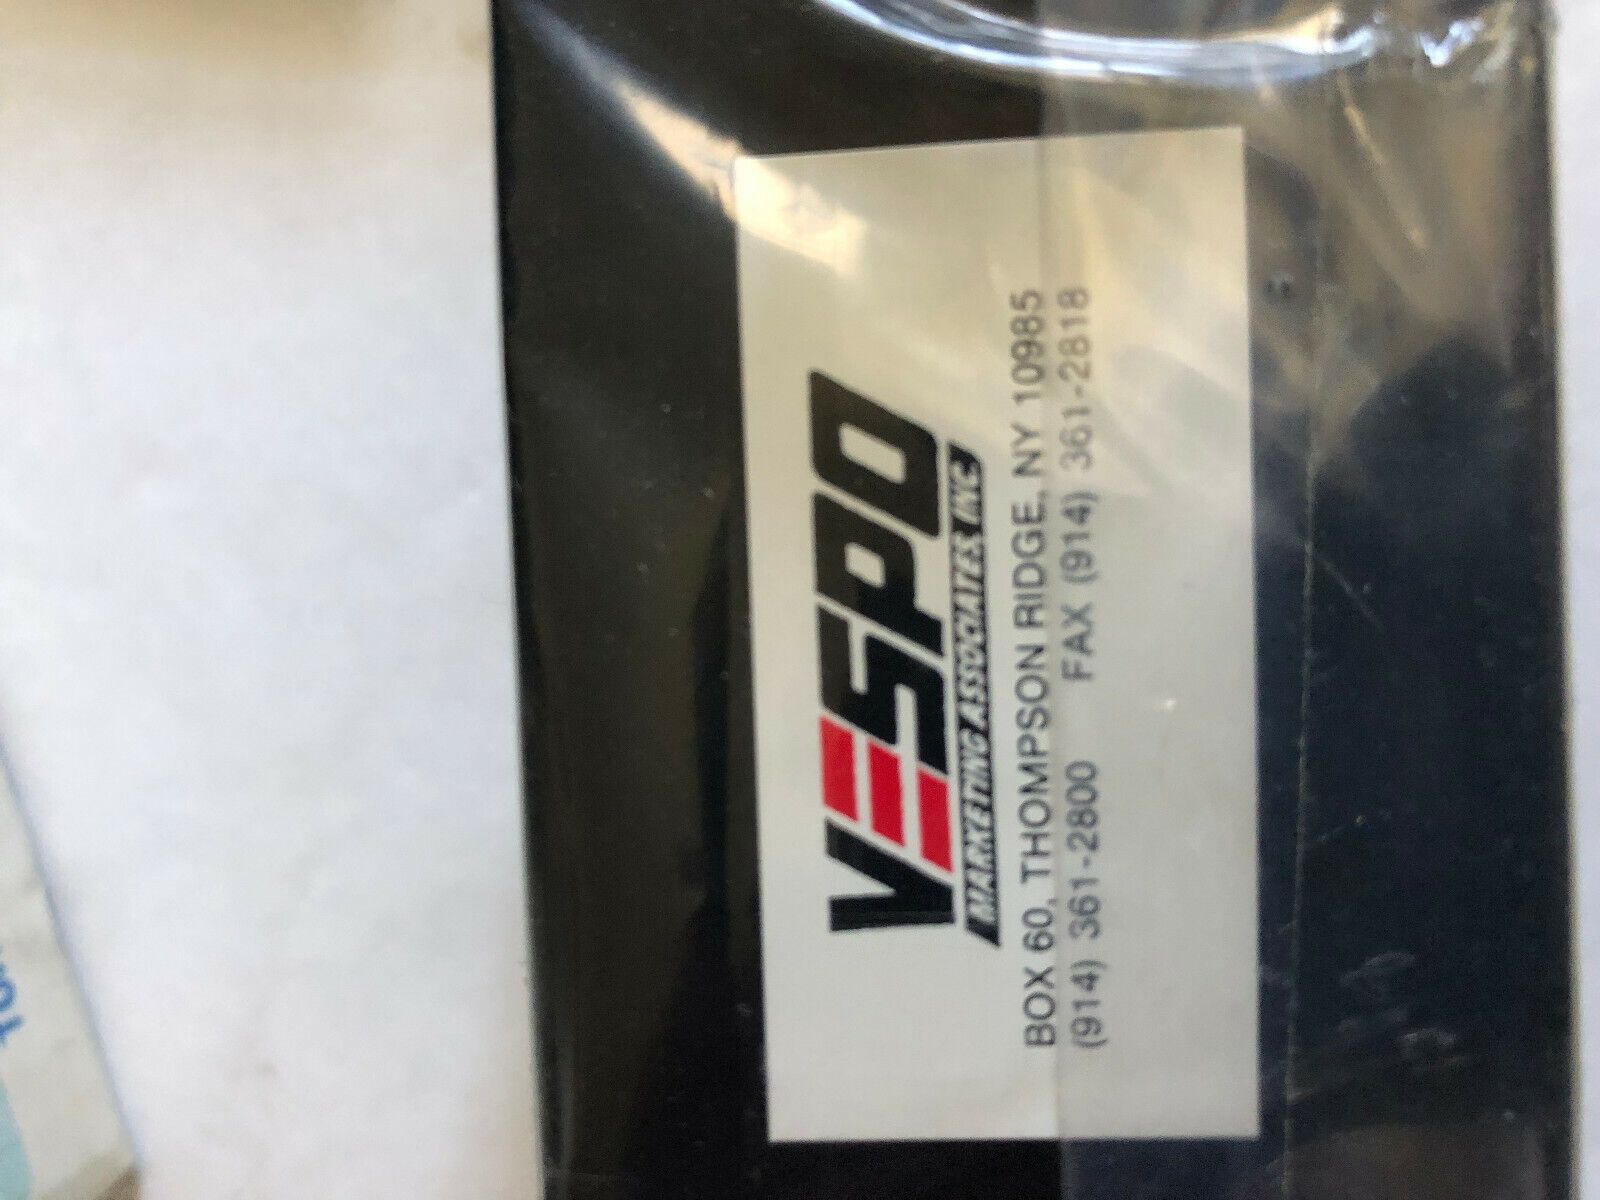 VESPO
MARKETING ASSOCIATES, INC
BOX 60, THOMPSON RIDGE, NY 10985
(914) 361-2800 FAX (914) 361-2818